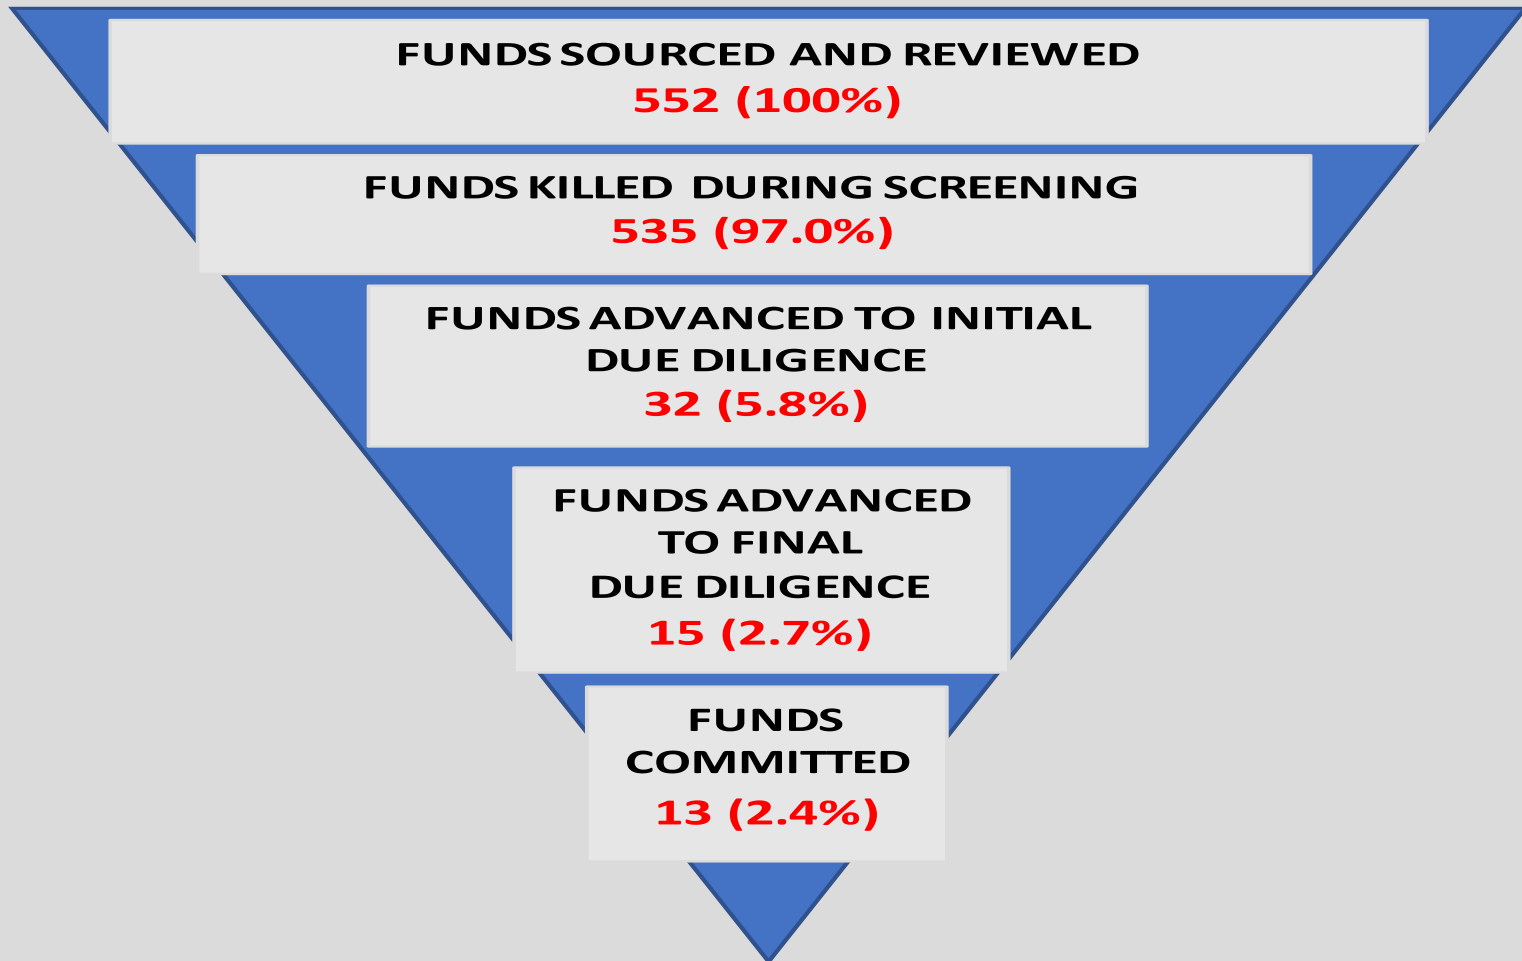 FUNDS SOURCED AND REVIEWED
552 (100%)
FUNDS KILLED DURING SCREENING
535 (97.0%)
FUNDS ADVANCED TO INITIAL
DUE DILIGENCE
32 (5.8%)
FUNDS ADVANCED
TO FINAL
DUE DILIGENCE
15 (2.7%)
FUNDS
COMMITTED
13 (2.4%)